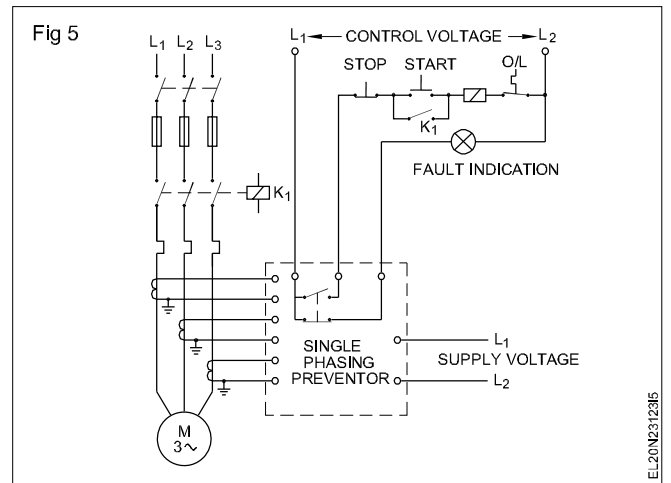 Fig 5
L1 L2 L3
L1 CONTROL VOLTAGE L2
STOP START O/L
K1
FAULT INDICATION
K1
SINGLE
PHASING
PREVENTOR
L1
SUPPLY VOLTAGE
L2
M
3~
EL20N23123I5